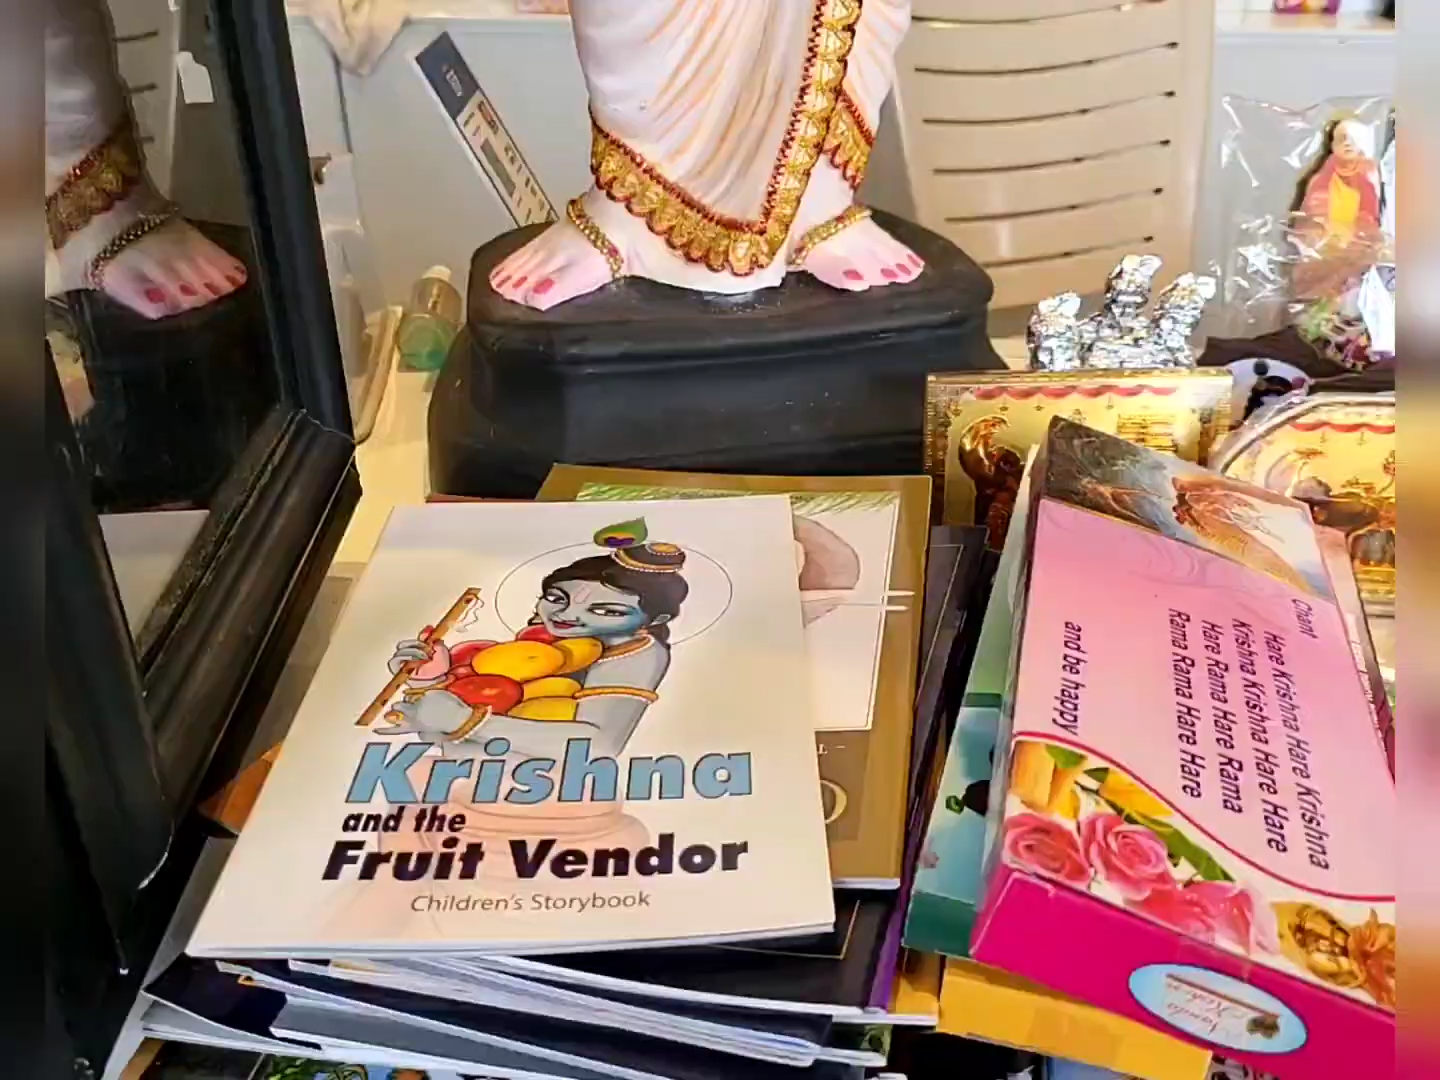 Krishna
and the
Fruit Vendor
Children's Storybook
Chant
Hare Krishna Hare Krishna
Krishna Krishna Hare Hare
Hare Rama Hare Rama
Rama Rama Hare Hare
and be happy